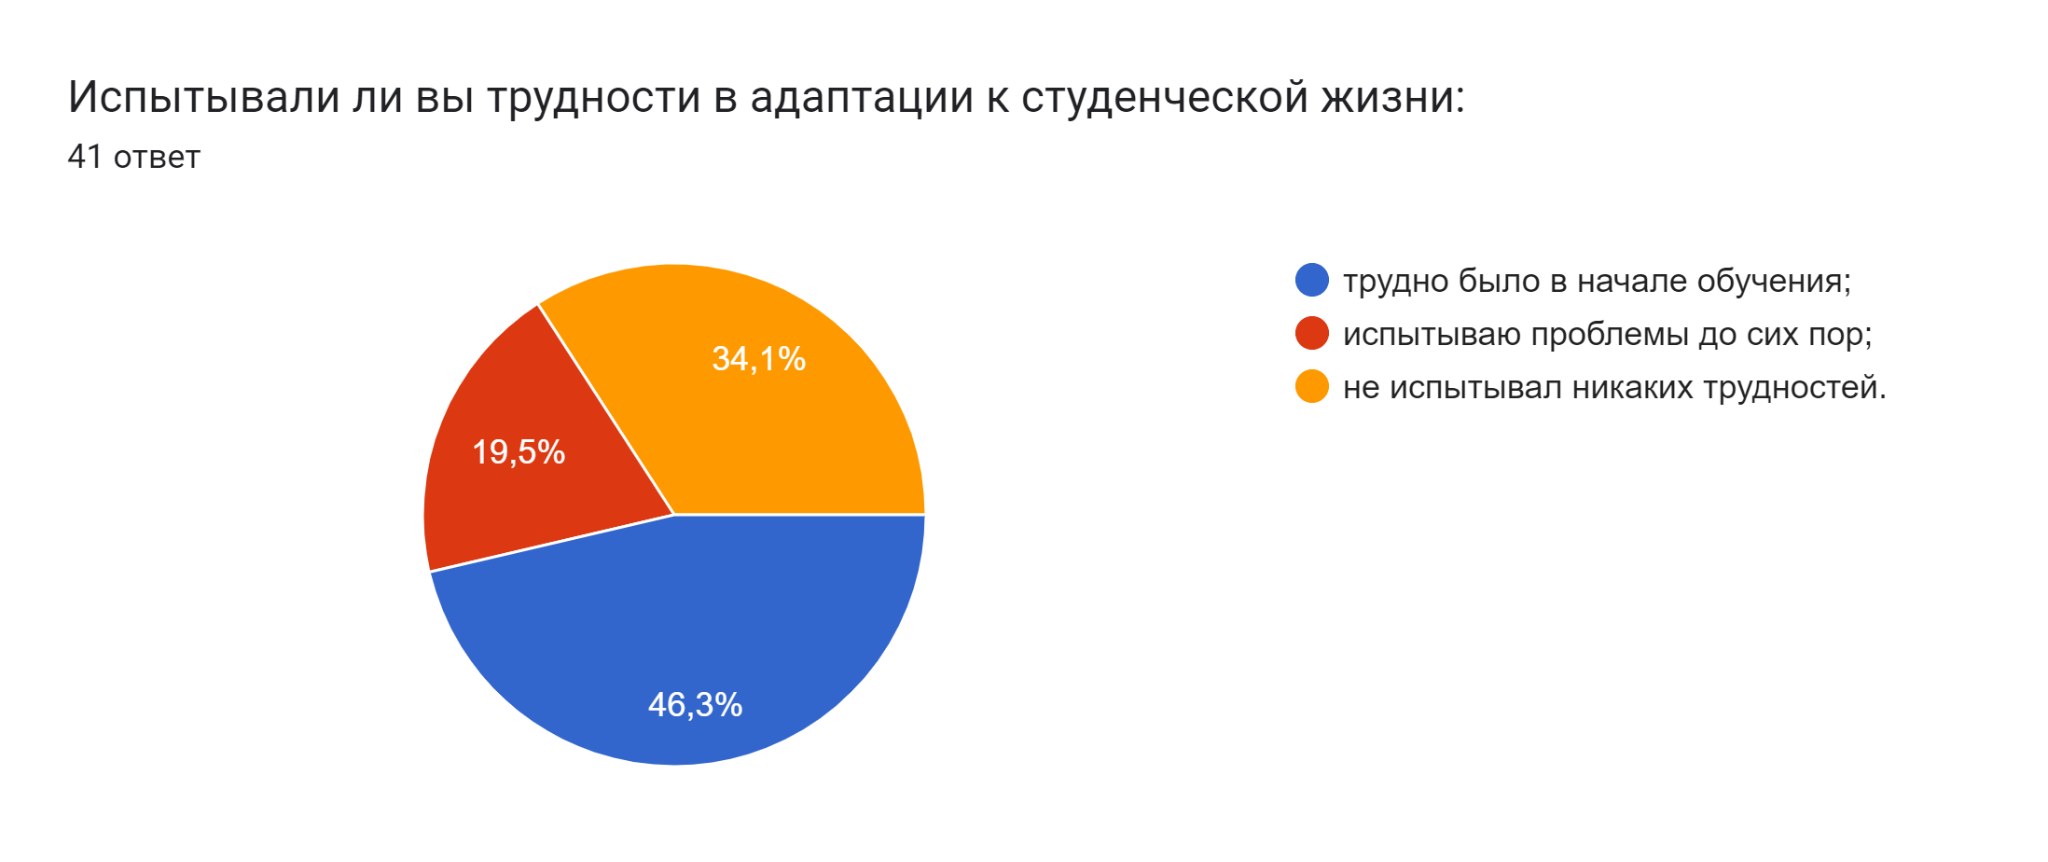 Испытывали ли вы трудности в адаптации к студенческой жизни:
41 ответ
трудно было в начале обучения;
испытываю проблемы до сих пор;
не испытывал никаких трудностей.
34,1%
19,5%
46,3%